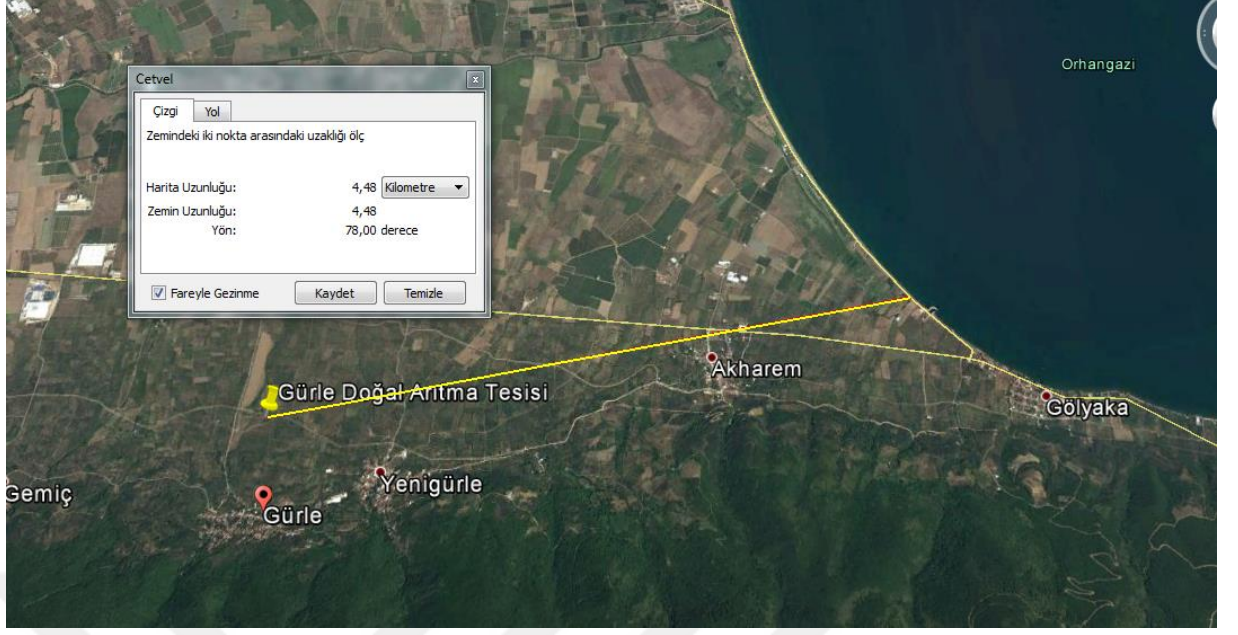 Orhangazi
Cetvel
Çizgi Yol
Zemindeki iki nokta arasındaki uzaklığı ölç
Harita Uzunluğu: 4,48 Kilometre
Zemin Uzunluğu: 4,48
Yön: 78,00 derece
Fareyle Gezinme Kaydet Temizle
Akharem
Gürle Doğal Arıtma Tesisi
Gölyaka
Yenigürle
Gemiç
Gürle